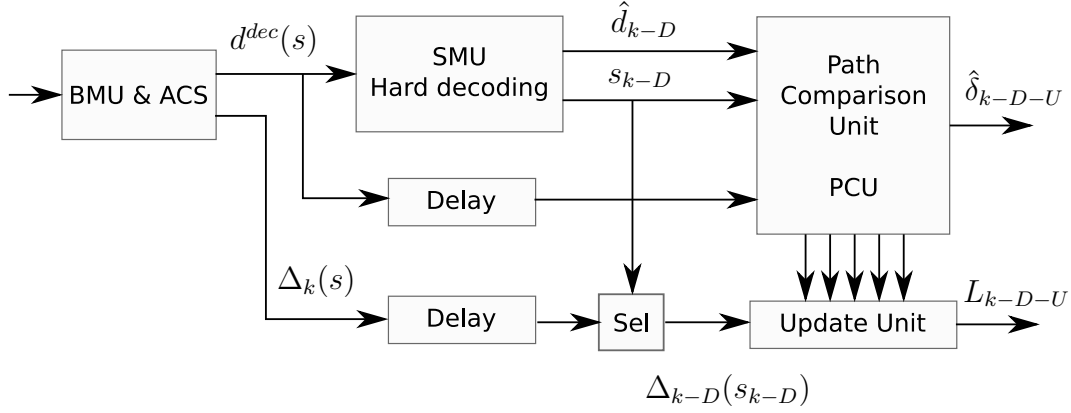 BMU & ACS
$d^{dec}(s)$
SMU
Hard decoding
$\hat{d}_{k-D}$
$s_{k-D}$
Path
Comparison
Unit
PCU
$\hat{\delta}_{k-D-U}$
Delay
$\Delta_k(s)$
Delay
Sel
Update Unit
$L_{k-D-U}$
$\Delta_{k-D}(s_{k-D})$